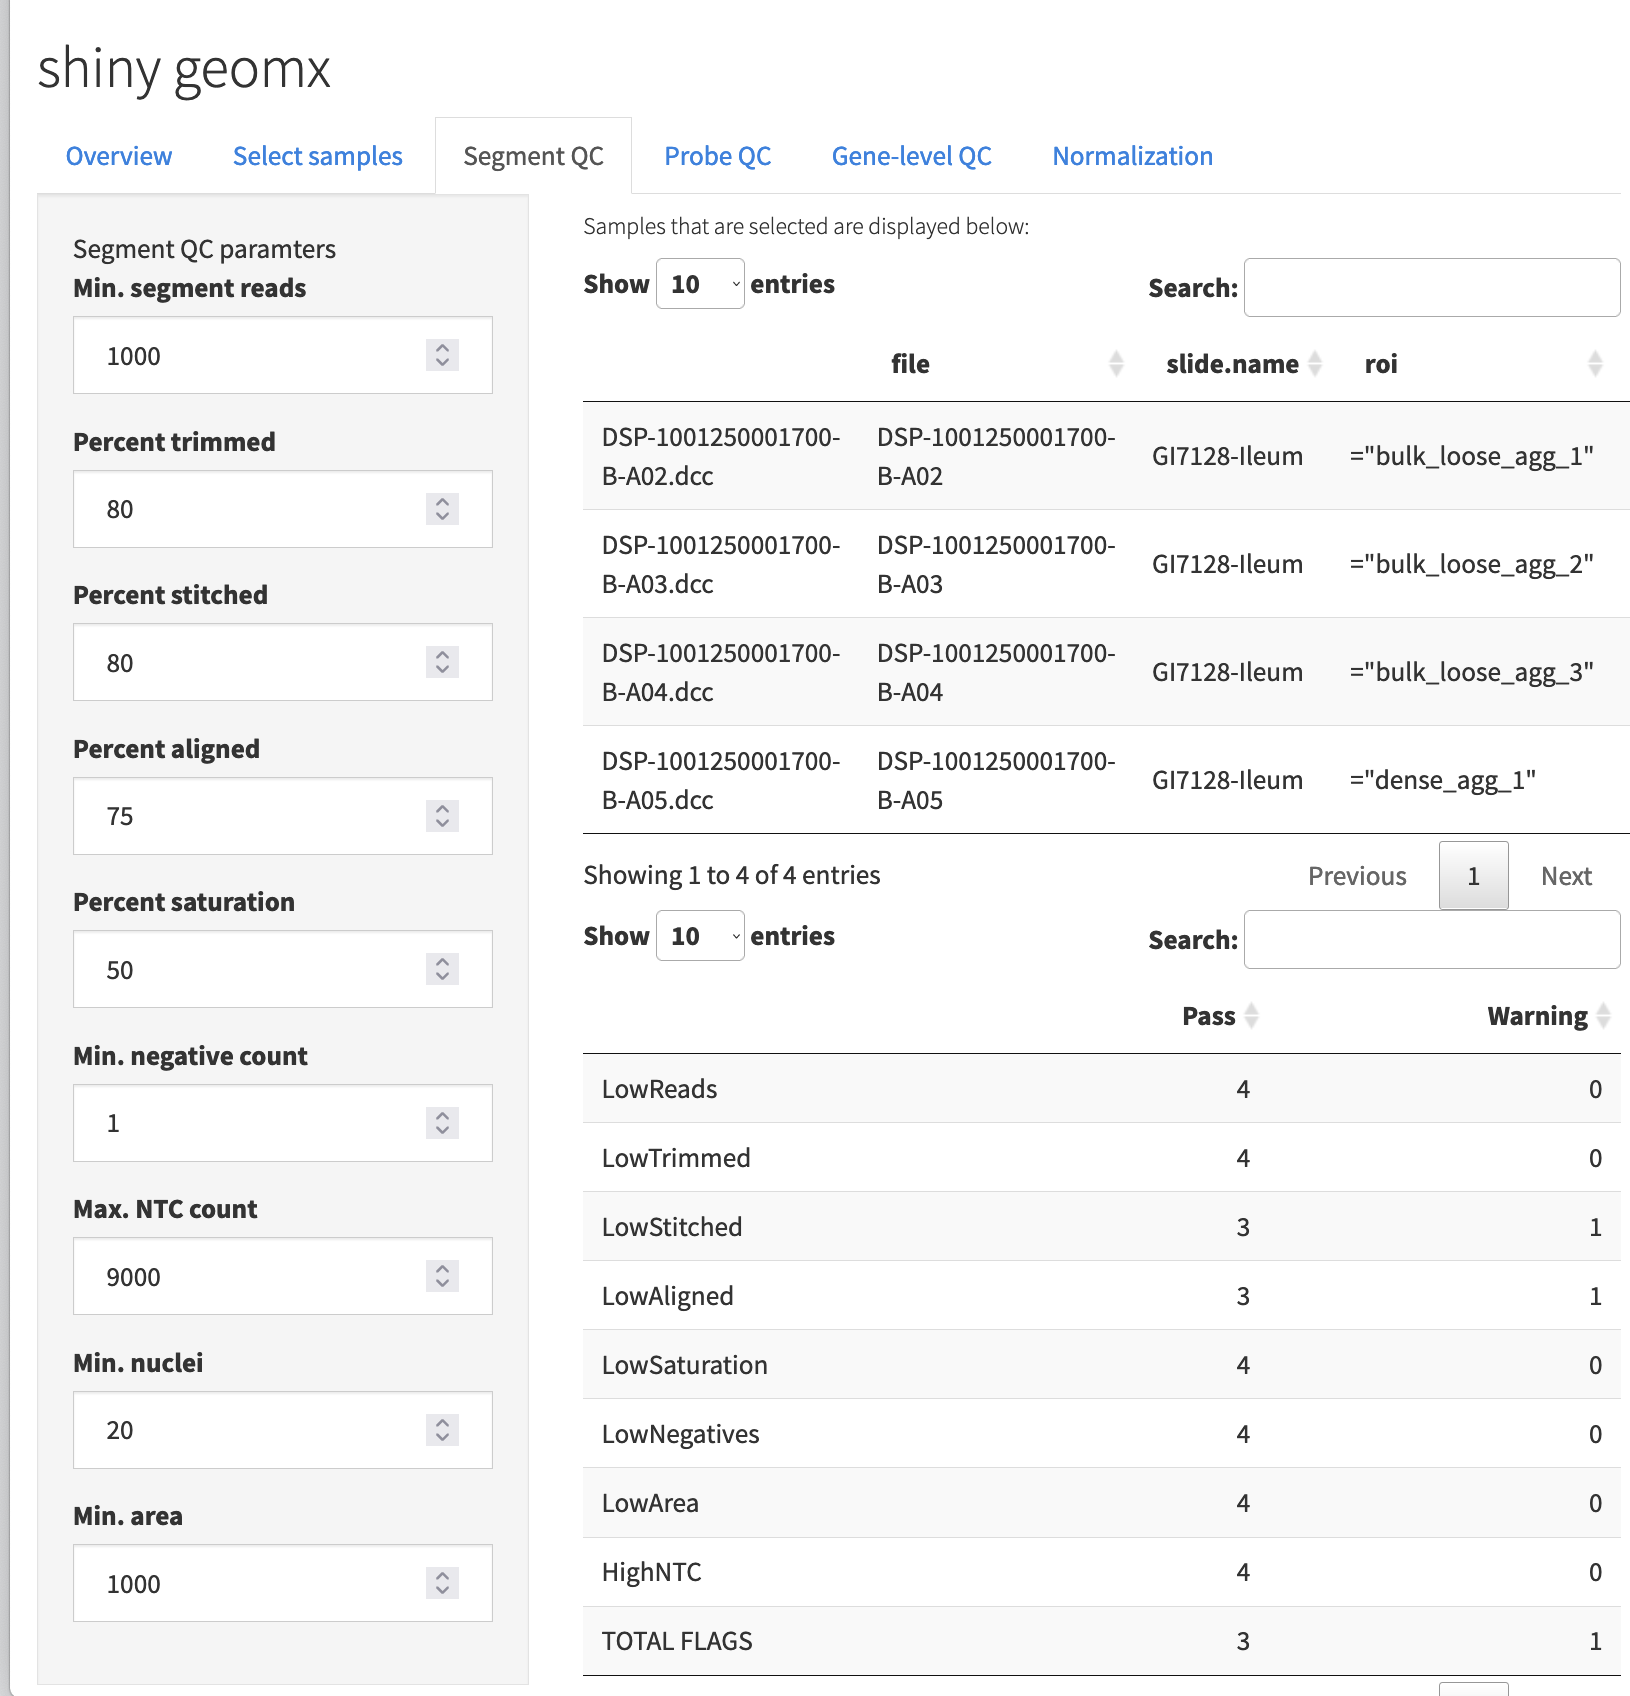 shiny geomx
Overview Select samples Segment QC Probe QC Gene-level QC Normalization
Segment QC paramters
Min. segment reads
1000
Percent trimmed
80
Percent stitched
80
Percent aligned
75
Percent saturation
50
Min. negative count
1
Max. NTC count
9000
Min. nuclei
20
Min. area
1000
Samples that are selected are displayed below:
Show 10 entries Search:
file slide.name roi
DSP-1001250001700-B-A02.dcc DSP-1001250001700-B-A02 GI7128-Ileum ="bulk_loose_agg_1"
DSP-1001250001700-B-A03.dcc DSP-1001250001700-B-A03 GI7128-Ileum ="bulk_loose_agg_2"
DSP-1001250001700-B-A04.dcc DSP-1001250001700-B-A04 GI7128-Ileum ="bulk_loose_agg_3"
DSP-1001250001700-B-A05.dcc DSP-1001250001700-B-A05 GI7128-Ileum ="dense_agg_1"
Showing 1 to 4 of 4 entries Previous 1 Next
Show 10 entries Search:
Pass Warning
LowReads 4 0
LowTrimmed 4 0
LowStitched 3 1
LowAligned 3 1
LowSaturation 4 0
LowNegatives 4 0
LowArea 4 0
HighNTC 4 0
TOTAL FLAGS 3 1